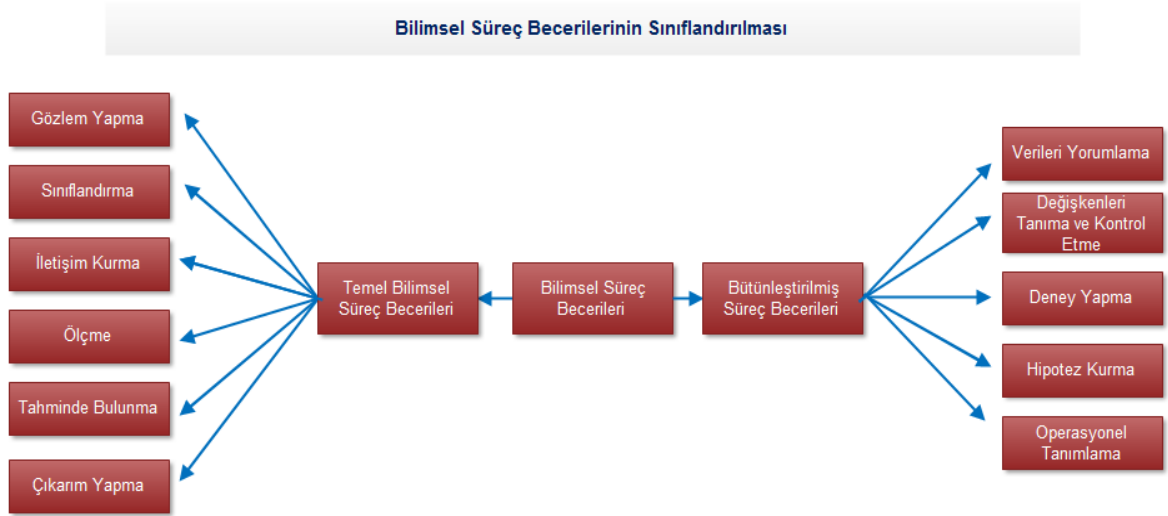 Bilimsel Süreç Becerilerinin Sınıflandırılması
Gözlem Yapma
Sınıflandırma
İletişim Kurma
Ölçme
Tahminde Bulunma
Çıkarım Yapma
Temel Bilimsel
Süreç Becerileri
Bilimsel Süreç
Becerileri
Bütünleştirilmiş
Süreç Becerileri
Verileri Yorumlama
Değişkenleri
Tanıma ve Kontrol
Etme
Deney Yapma
Hipotez Kurma
Operasyonel
Tanımlama